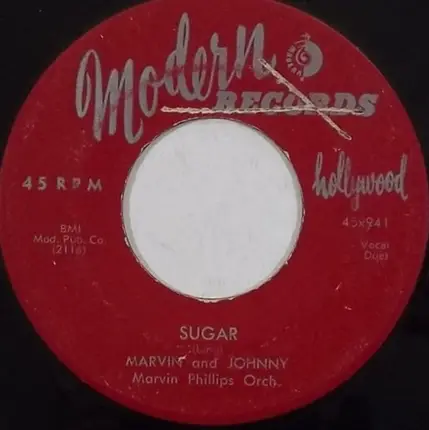 Modern
RECORDS
hollywood
45 RPM
45x941
BMI
Mod. Pub. Co.
(2116)
Vocal
Duet
SUGAR
MARVIN and JOHNNY
Marvin Phillips Orch.